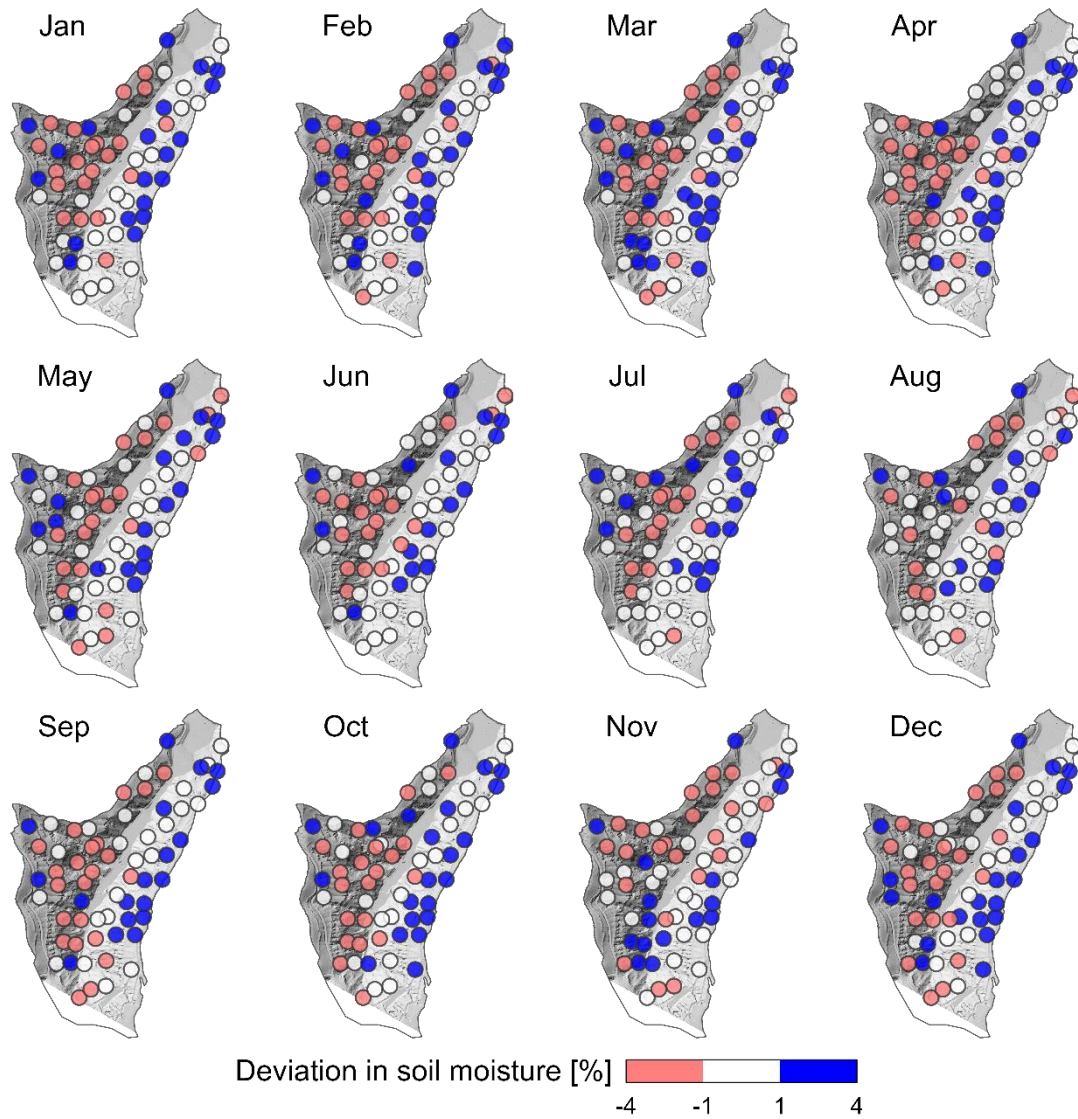 Jan Feb Mar Apr
May Jun Jul Aug
Sep Oct Nov Dec
Deviation in soil moisture [%]
-4 -1 1 4